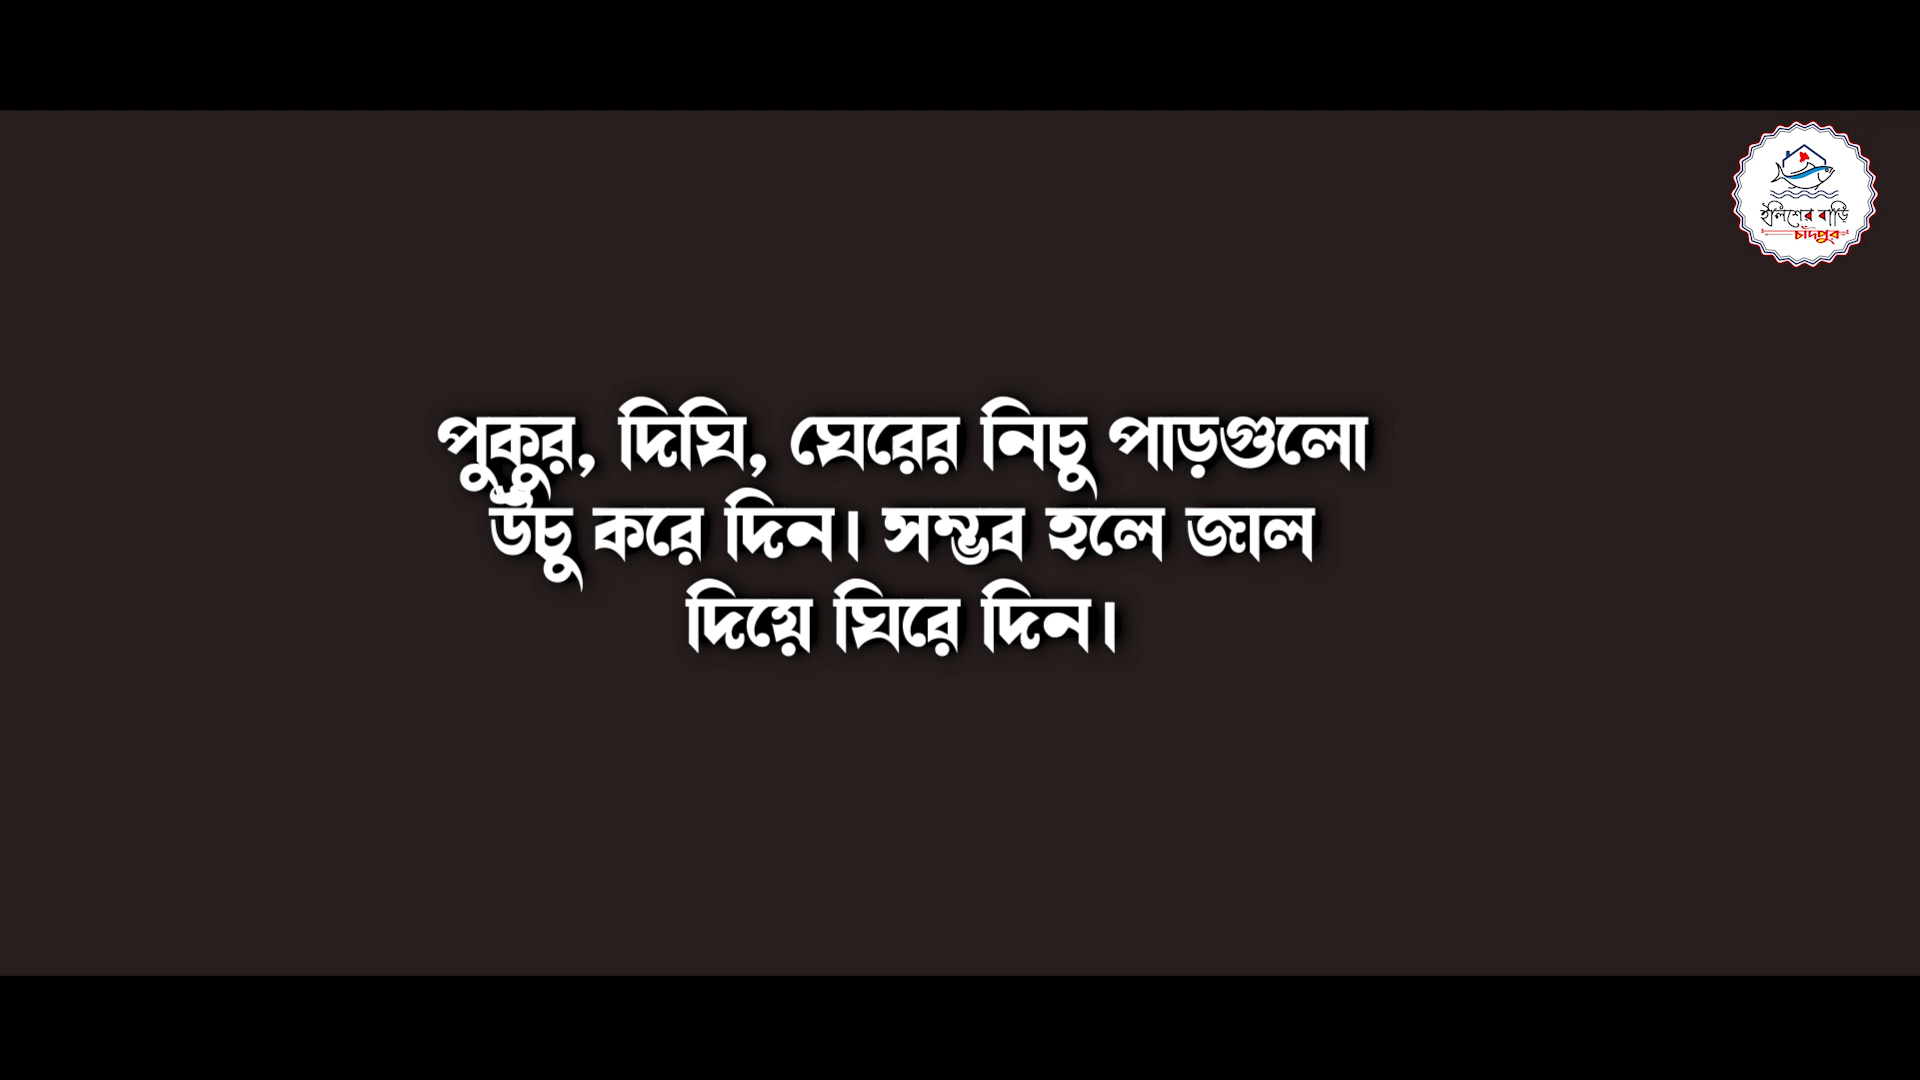 ইলিশের বাড়ি
চাঁদপুর
পুকুর, দিঘি, ঘেরের নিচু পাড়গুলো
উঁচু করে দিন। সম্ভব হলে জাল
দিয়ে ঘিরে দিন।